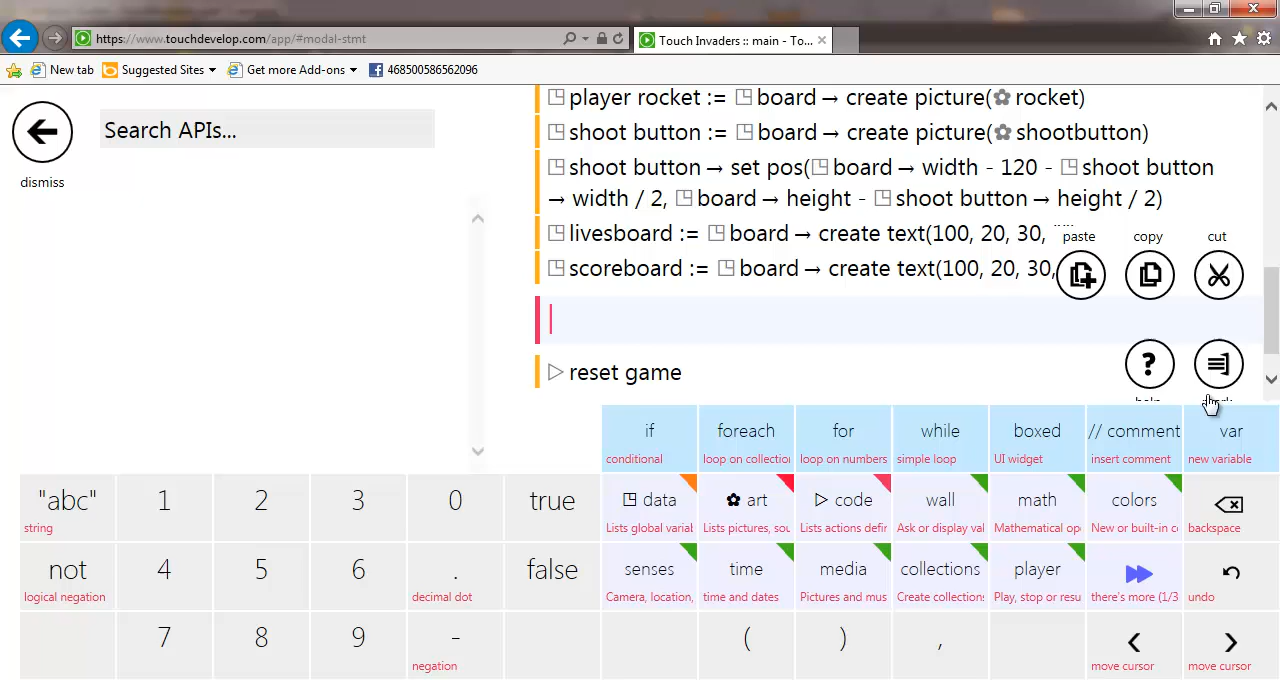 https://www.touchdevelop.com/app/#modal-stmt
Touch Invaders :: main - To...
New tab
Suggested Sites
Get more Add-ons
468500586562096
dismiss
Search APIs...
player rocket := board → create picture( rocket)
shoot button := board → create picture( shootbutton)
shoot button → set pos( board → width - 120 - shoot button
→ width / 2, board → height - shoot button → height / 2)
livesboard := board → create text(100, 20, 30,
scoreboard := board → create text(100, 20, 30,
reset game
paste
copy
cut
if
conditional
foreach
loop on collection
for
loop on numbers
while
simple loop
boxed
UI widget
// comment
insert comment
var
new variable
"abc"
string
1
2
3
0
true
data
Lists global variab
art
Lists pictures, sou
code
Lists actions defir
wall
Ask or display val
math
Mathematical op
colors
New or built-in c
backspace
not
logical negation
4
5
6
.
decimal dot
false
senses
Camera, location,
time
time and dates
media
Pictures and mus
collections
Create collections
player
Play, stop or resu
there's more (1/3
undo
7
8
9
-
negation
(
)
,
move cursor
move cursor